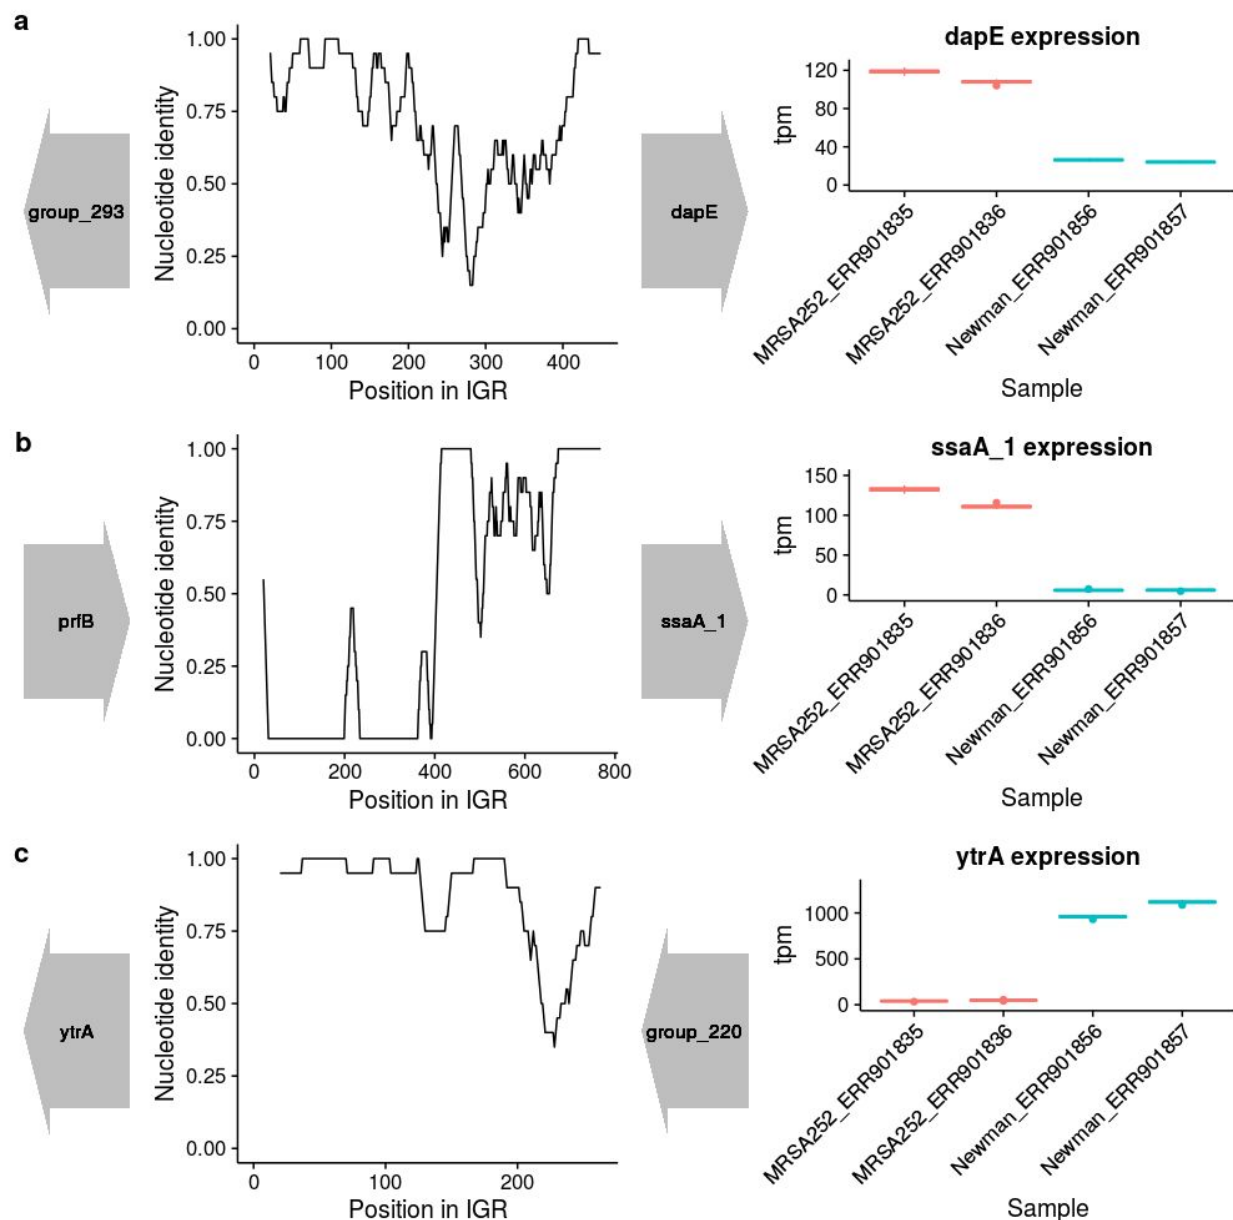 a
group_293
Nucleotide identity
1.00
0.75
0.50
0.25
0.00
0 100 200 300 400
Position in IGR
dapE
dapE expression
tpm
120
80
40
0
MRSA252_ERR901835
MRSA252_ERR901836
Newman_ERR901856
Newman_ERR901857
Sample
b
prfB
Nucleotide identity
1.00
0.75
0.50
0.25
0.00
0 200 400 600 800
Position in IGR
ssaA_1
ssaA_1 expression
tpm
150
100
50
0
MRSA252_ERR901835
MRSA252_ERR901836
Newman_ERR901856
Newman_ERR901857
Sample
c
ytrA
Nucleotide identity
1.00
0.75
0.50
0.25
0.00
0 100 200
Position in IGR
group_220
ytrA expression
tpm
1000
500
0
MRSA252_ERR901835
MRSA252_ERR901836
Newman_ERR901856
Newman_ERR901857
Sample